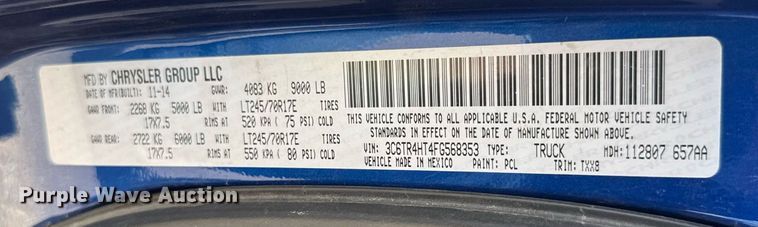 MFD BY CHRYSLER GROUP LLC
DATE OF MFR(BUILT): 11-14 GVWR: 4083 KG 9000 LB
GAWR FRONT: 2268 KG 5000 LB WITH LT245/70R17E TIRES
17X7.5 RIMS AT 520 KPA ( 75 PSI) COLD
GAWR REAR: 2722 KG 6000 LB WITH LT245/70R17E TIRES
17X7.5 RIMS AT 550 KPA ( 80 PSI) COLD
THIS VEHICLE CONFORMS TO ALL APPLICABLE U.S.A. FEDERAL MOTOR VEHICLE SAFETY
STANDARDS IN EFFECT ON THE DATE OF MANUFACTURE SHOWN ABOVE.
VIN: 3C6TR4HT4FG568353 TYPE: TRUCK MDH: 112807 657AA
VEHICLE MADE IN MEXICO PAINT: PCL TRIM: TXX8
Purple Wave Auction
Purple Wave Auction